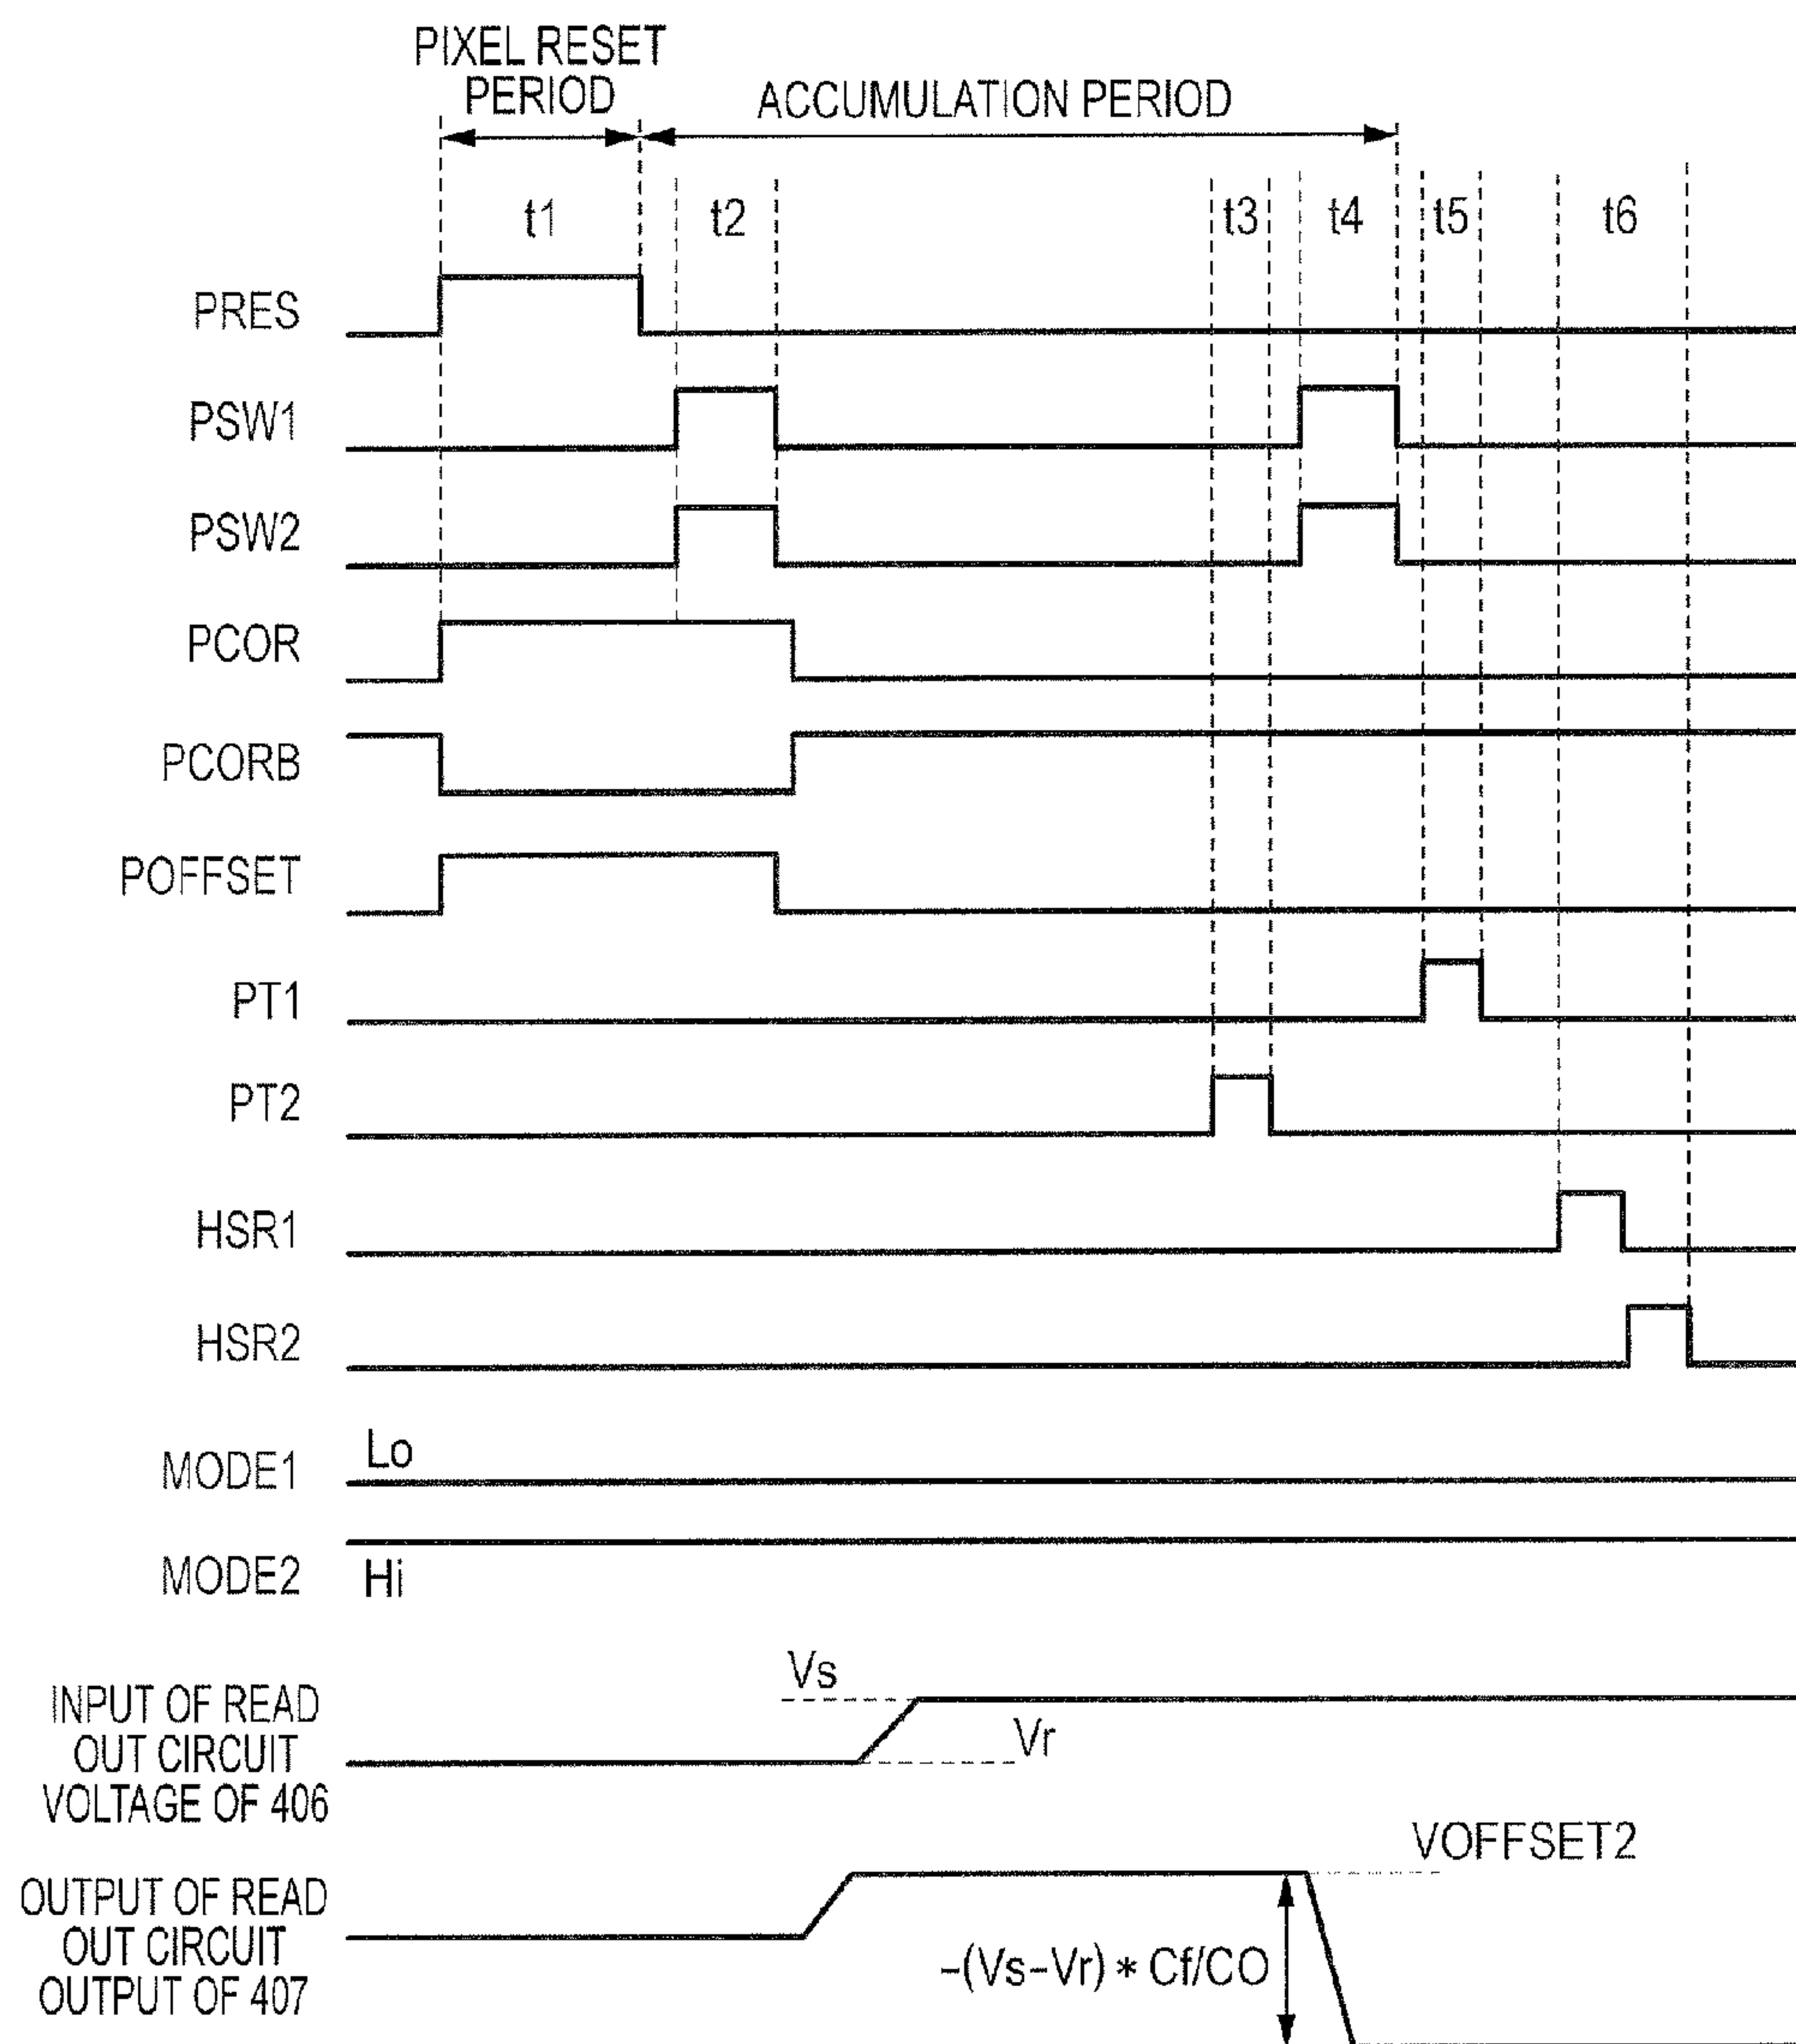 PIXEL RESET
PERIOD
ACCUMULATION PERIOD
t1
t2
t3
t4
t5
t6
PRES
PSW1
PSW2
PCOR
PCORB
POFFSET
PT1
PT2
HSR1
HSR2
MODE1
Lo
MODE2
Hi
INPUT OF READ
OUT CIRCUIT
VOLTAGE OF 406
Vs
Vr
OUTPUT OF READ
OUT CIRCUIT
OUTPUT OF 407
VOFFSET2
-(Vs-Vr) * Cf/CO